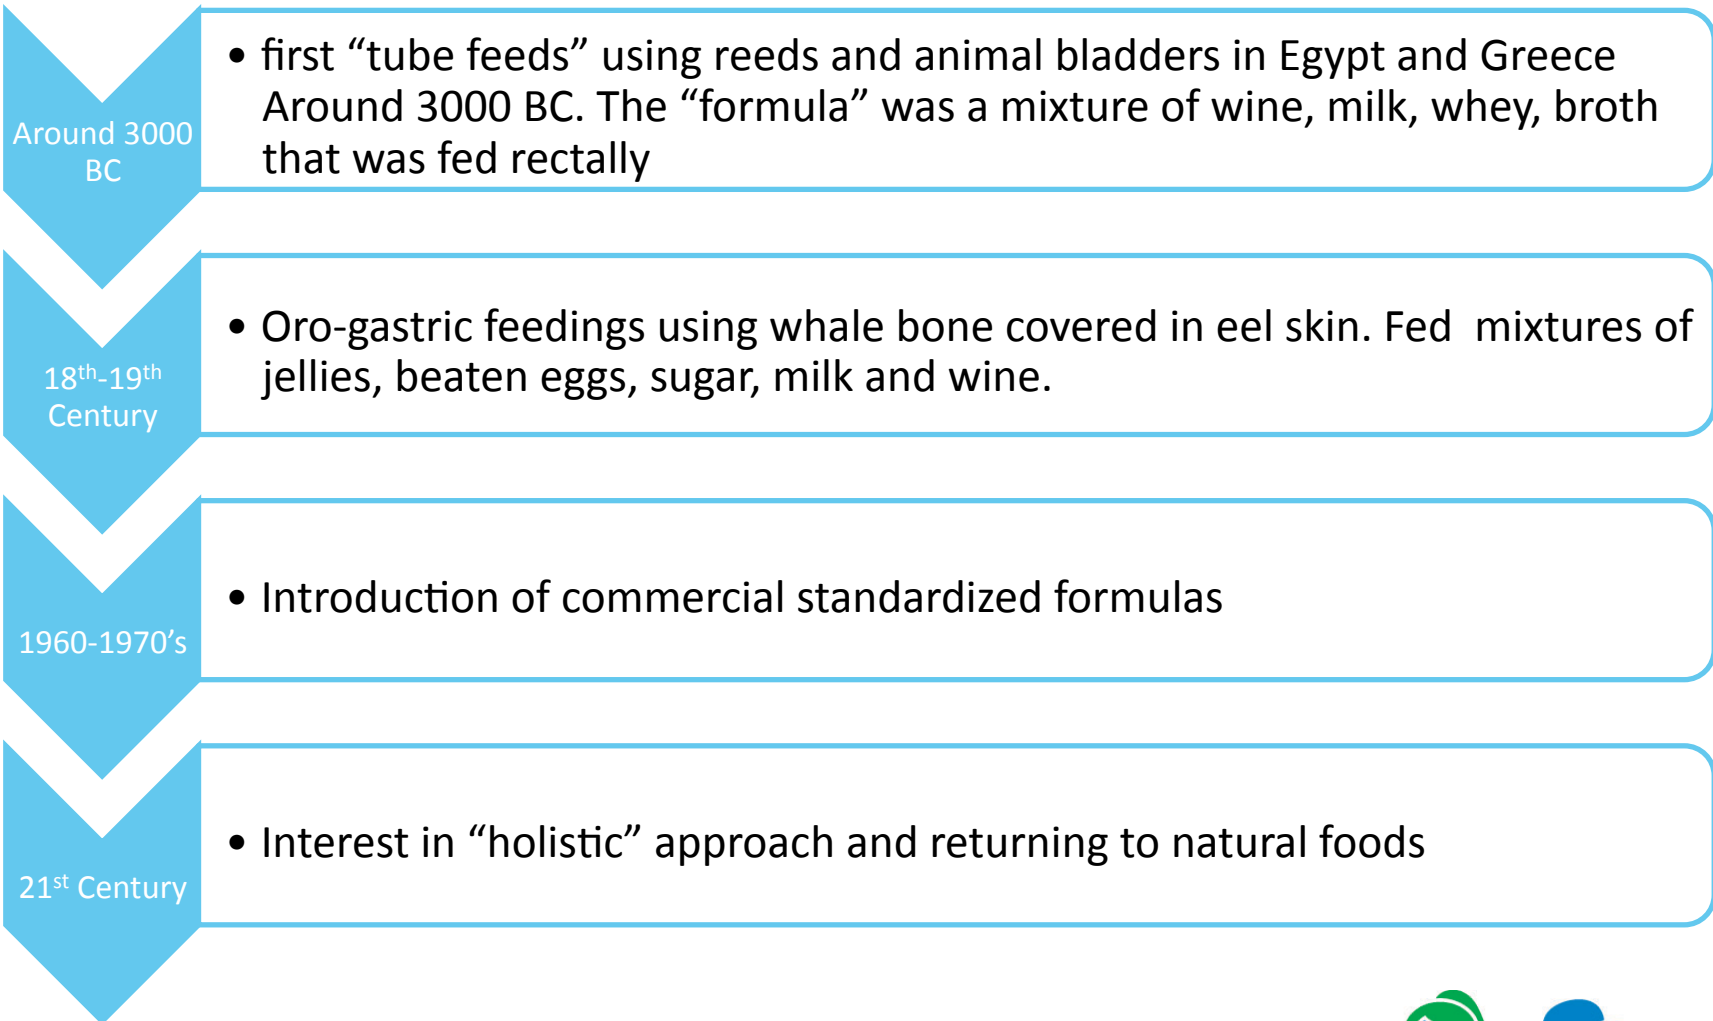 Around 3000
BC
• first “tube feeds” using reeds and animal bladders in Egypt and Greece
Around 3000 BC. The “formula” was a mixture of wine, milk, whey, broth
that was fed rectally
18th-19th
Century
• Oro-gastric feedings using whale bone covered in eel skin. Fed  mixtures of
jellies, beaten eggs, sugar, milk and wine.
1960-1970’s
• Introduction of commercial standardized formulas
21st Century
• Interest in “holistic” approach and returning to natural foods